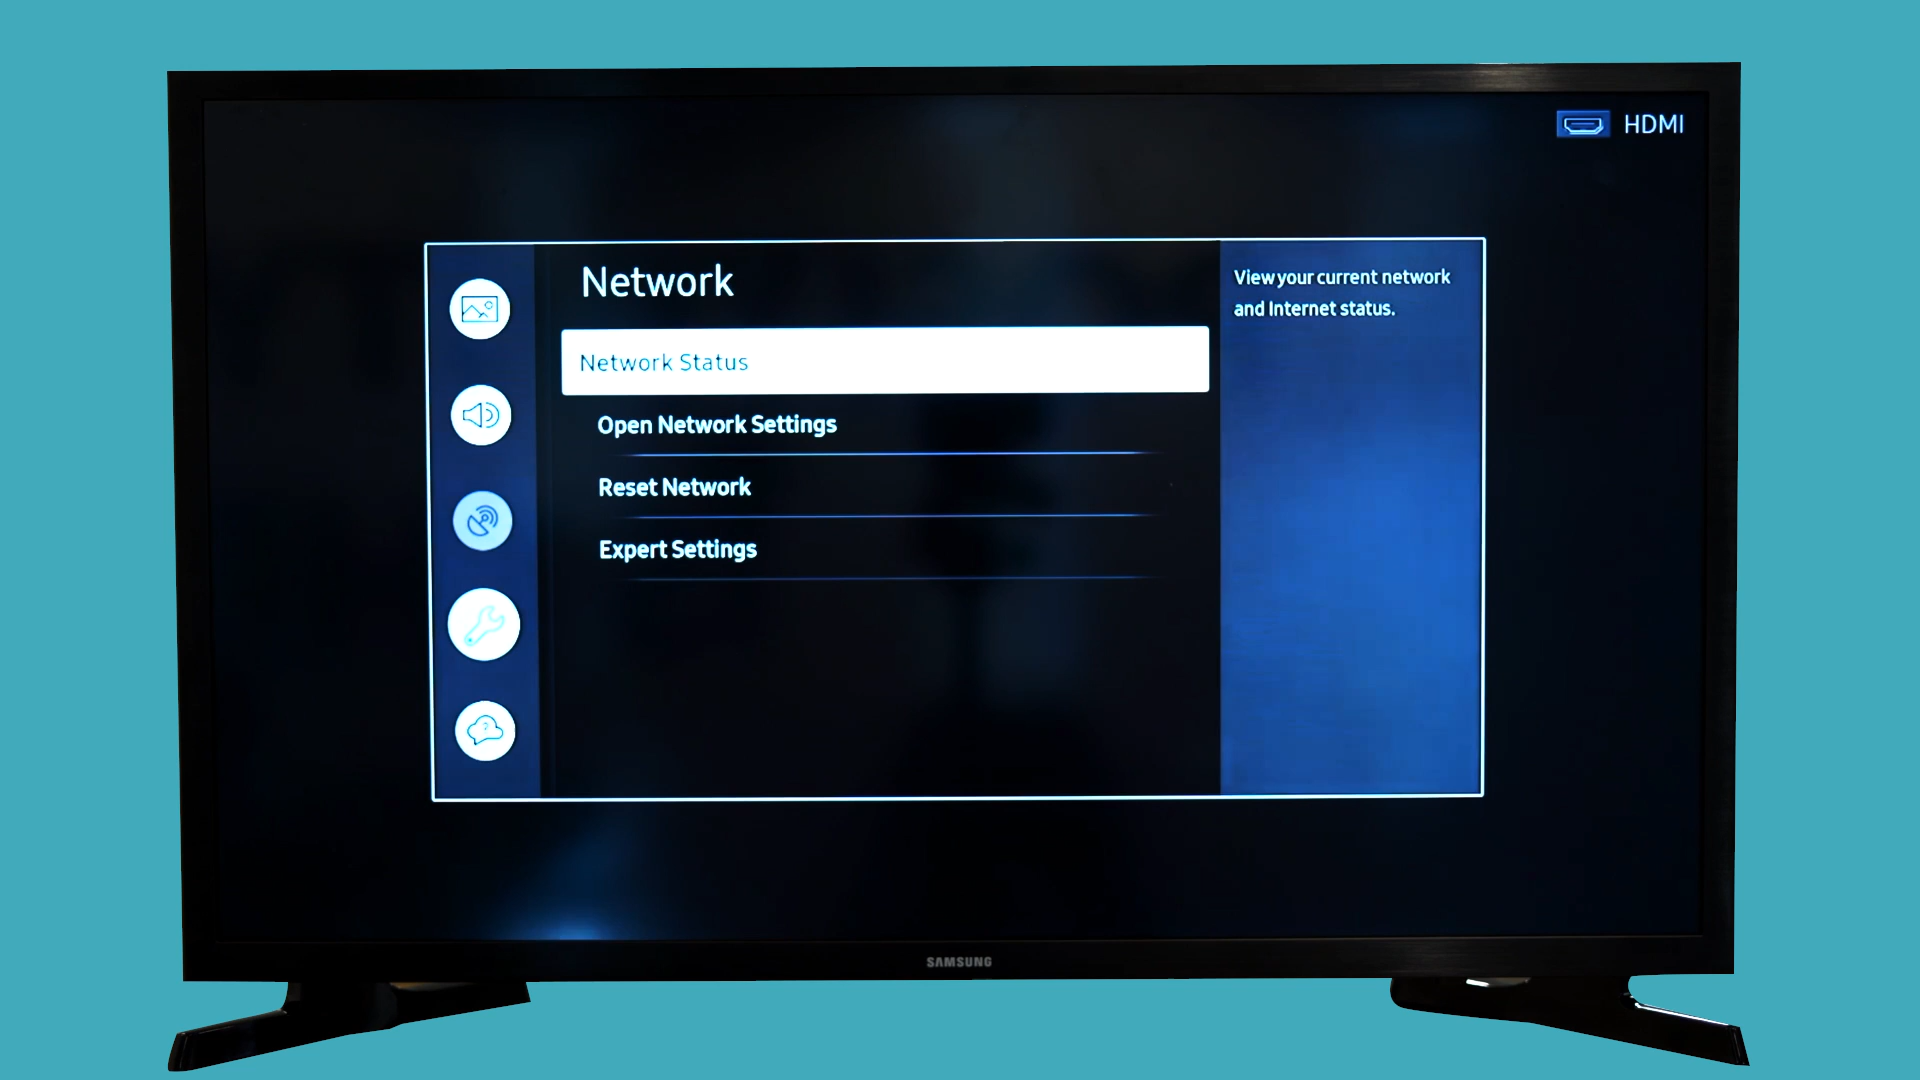 HDMI
Network
Network Status
Open Network Settings
Reset Network
Expert Settings
View your current network
and Internet status.
?
SAMSUNG